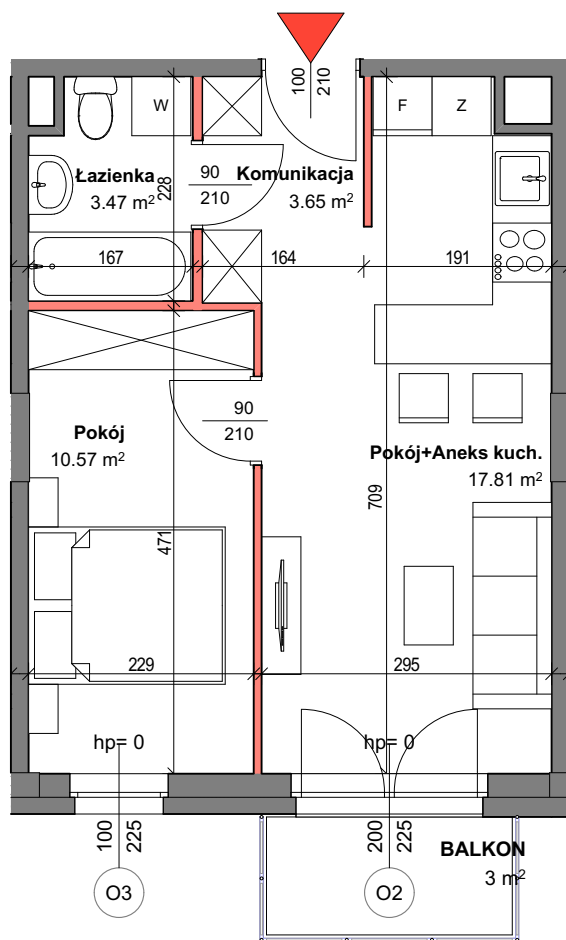 100
210
W
F
Z
Łazienka
3.47 m²
228
90
210
Komunikacja
3.65 m²
167
164
191
90
210
Pokój
10.57 m²
Pokój+Aneks kuch.
17.81 m²
709
471
229
295
hp= 0
hp= 0
100
225
200
225
BALKON
3 m²
O3
O2